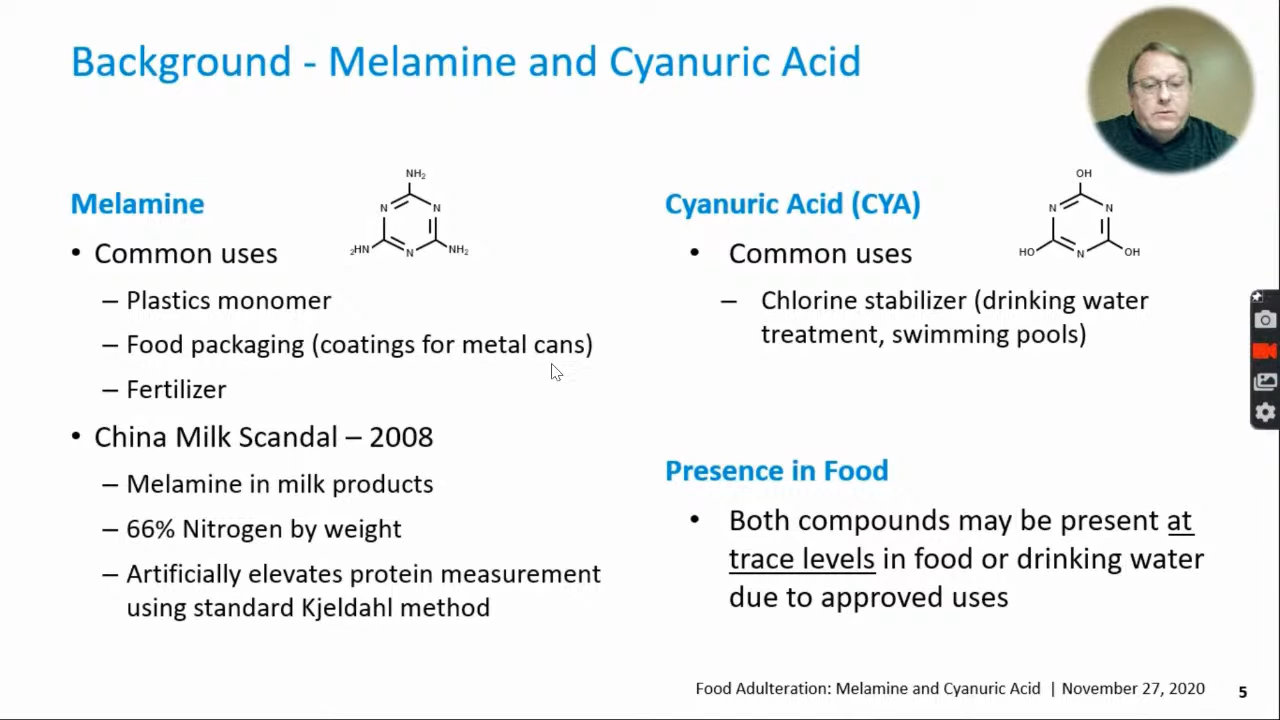 Background - Melamine and Cyanuric Acid
Melamine
NH₂
N
N
₂HN
N
NH₂
• Common uses
– Plastics monomer
– Food packaging (coatings for metal cans)
– Fertilizer
• China Milk Scandal – 2008
– Melamine in milk products
– 66% Nitrogen by weight
– Artificially elevates protein measurement
using standard Kjeldahl method
Cyanuric Acid (CYA)
OH
N
N
HO
N
OH
• Common uses
– Chlorine stabilizer (drinking water
treatment, swimming pools)
Presence in Food
• Both compounds may be present at
trace levels in food or drinking water
due to approved uses
Food Adulteration: Melamine and Cyanuric Acid | November 27, 2020
5